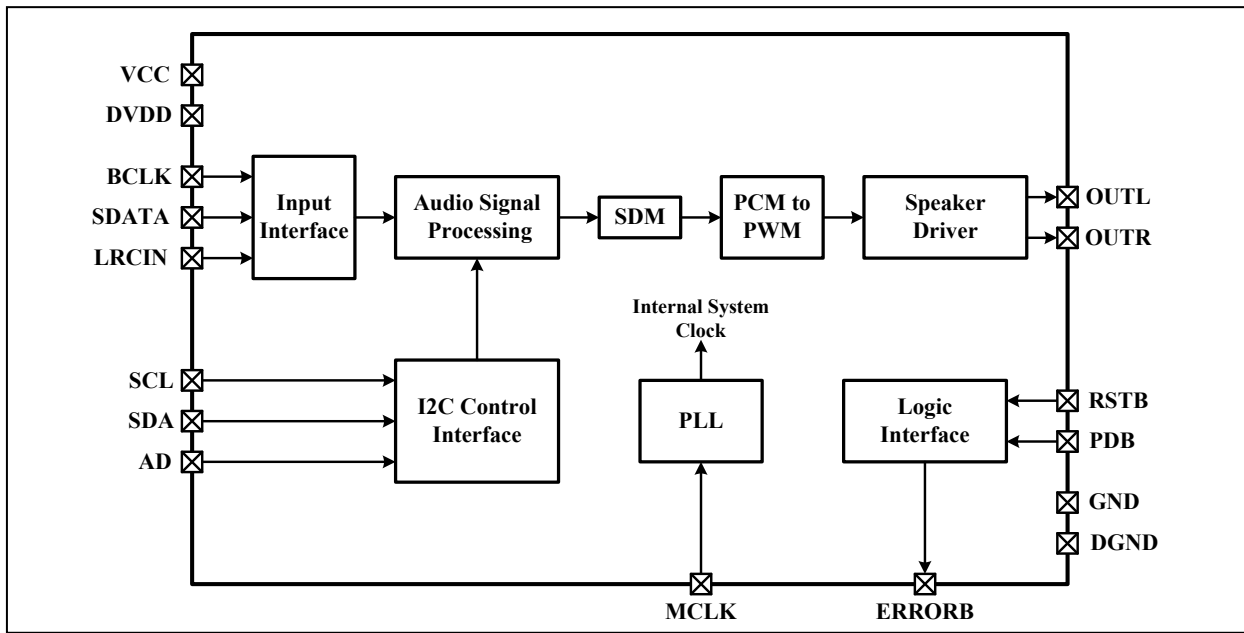 VCC
DVDD
BCLK
SDATA
LRCIN
Input
Interface
Audio Signal
Processing
SDM
PCM to
PWM
Speaker
Driver
OUTL
OUTR
Internal System
Clock
SCL
SDA
AD
I2C Control
Interface
PLL
Logic
Interface
RSTB
PDB
GND
DGND
MCLK
ERRORB